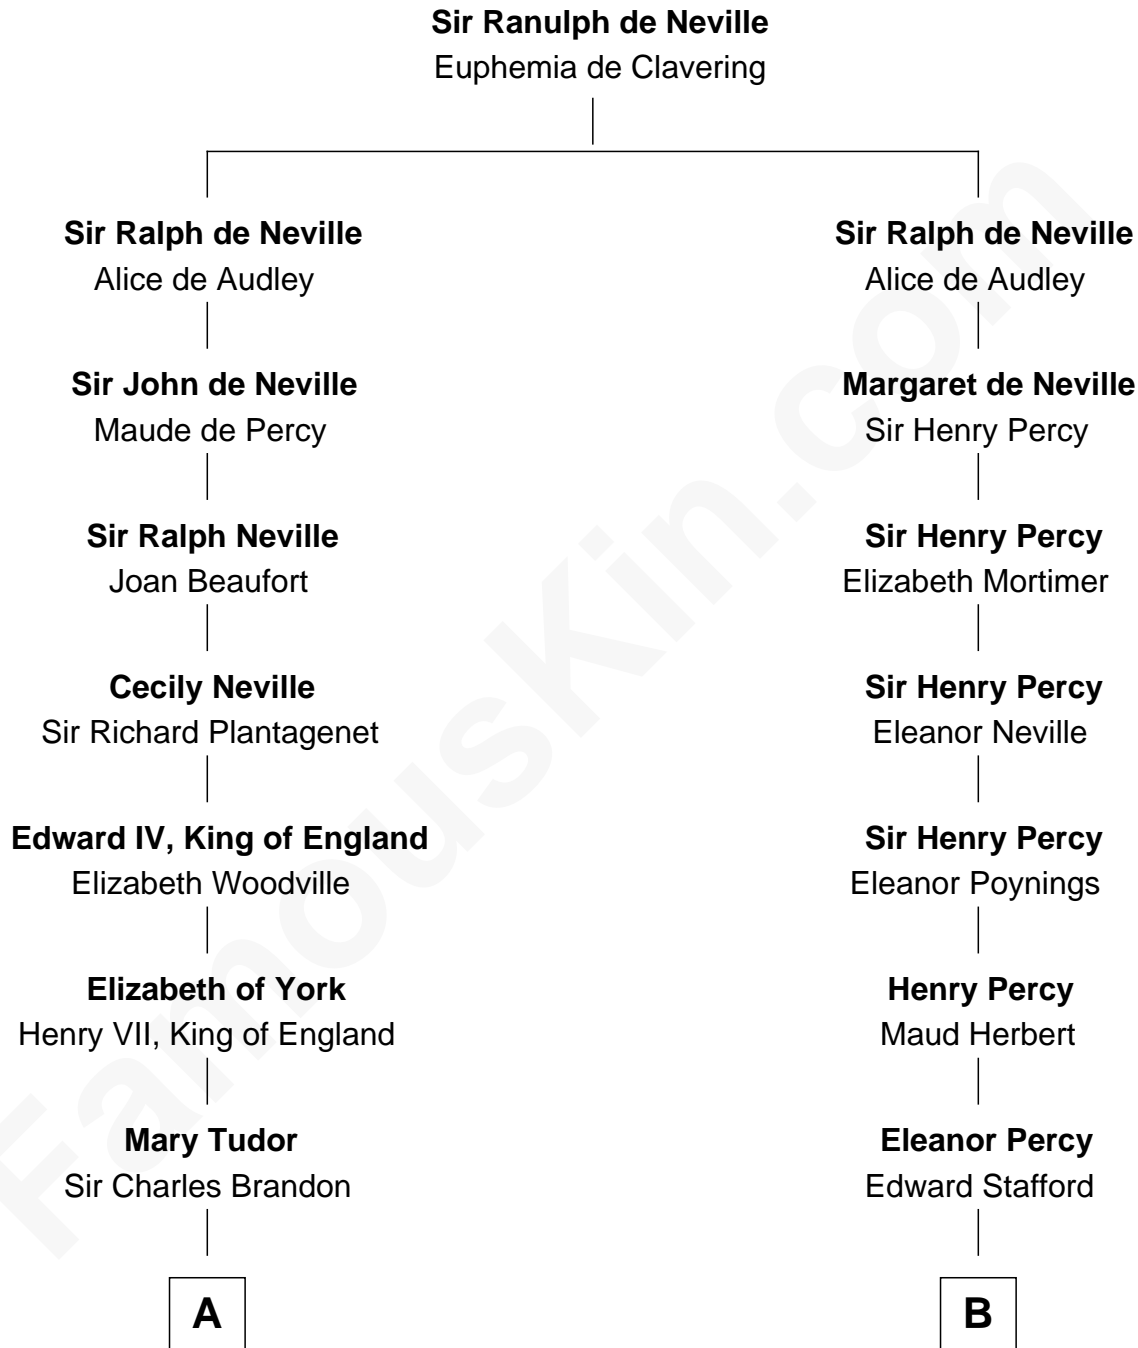 Sir Ranulph de Neville
Euphemia de Clavering
Sir Ralph de Neville
Alice de Audley
Sir Ralph de Neville
Alice de Audley
Sir John de Neville
Maude de Percy
Margaret de Neville
Sir Henry Percy
Sir Ralph Neville
Joan Beaufort
Sir Henry Percy
Elizabeth Mortimer
Cecily Neville
Sir Richard Plantagenet
Sir Henry Percy
Eleanor Neville
Edward IV, King of England
Elizabeth Woodville
Sir Henry Percy
Eleanor Poynings
Elizabeth of York
Henry VII, King of England
Henry Percy
Maud Herbert
Mary Tudor
Sir Charles Brandon
Eleanor Percy
Edward Stafford
A
B
FamousKin.com